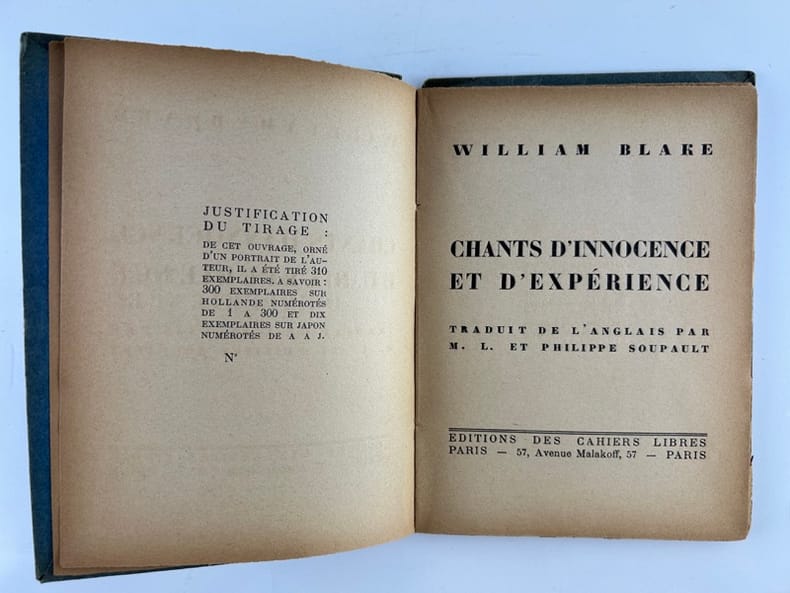 JUSTIFICATION
DU TIRAGE :
DE CET OUVRAGE, ORNÉ
D'UN PORTRAIT DE L'AU-
TEUR, IL A ÉTÉ TIRÉ 310
EXEMPLAIRES. A SAVOIR :
300 EXEMPLAIRES SUR
HOLLANDE NUMÉROTÉS
DE 1 A 300 ET DIX
EXEMPLAIRES SUR JAPON
NUMÉROTÉS DE A A J.
N°
WILLIAM BLAKE
CHANTS D'INNOCENCE
ET D'EXPÉRIENCE
TRADUIT DE L'ANGLAIS PAR
M. L. ET PHILIPPE SOUPAULT
EDITIONS DES CAHIERS LIBRES
PARIS — 57, Avenue Malakoff, 57 — PARIS